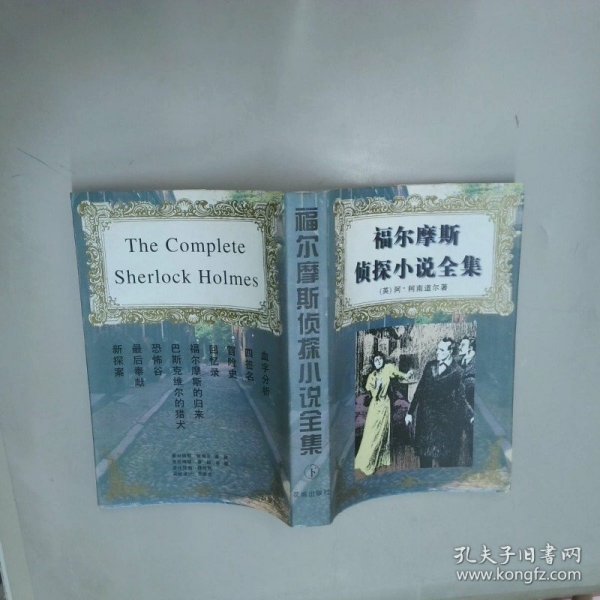 The Complete
Sherlock Holmes
血字分析
四签名
冒险史
回忆录
福尔摩斯的归来
巴斯克维尔的猎犬
恐怖谷
最后奉献
新探案
福尔摩斯侦探小说全集
下
福尔摩斯
侦探小说全集
(英)阿·柯南道尔著
孔夫子旧书网
www.kongfz.com